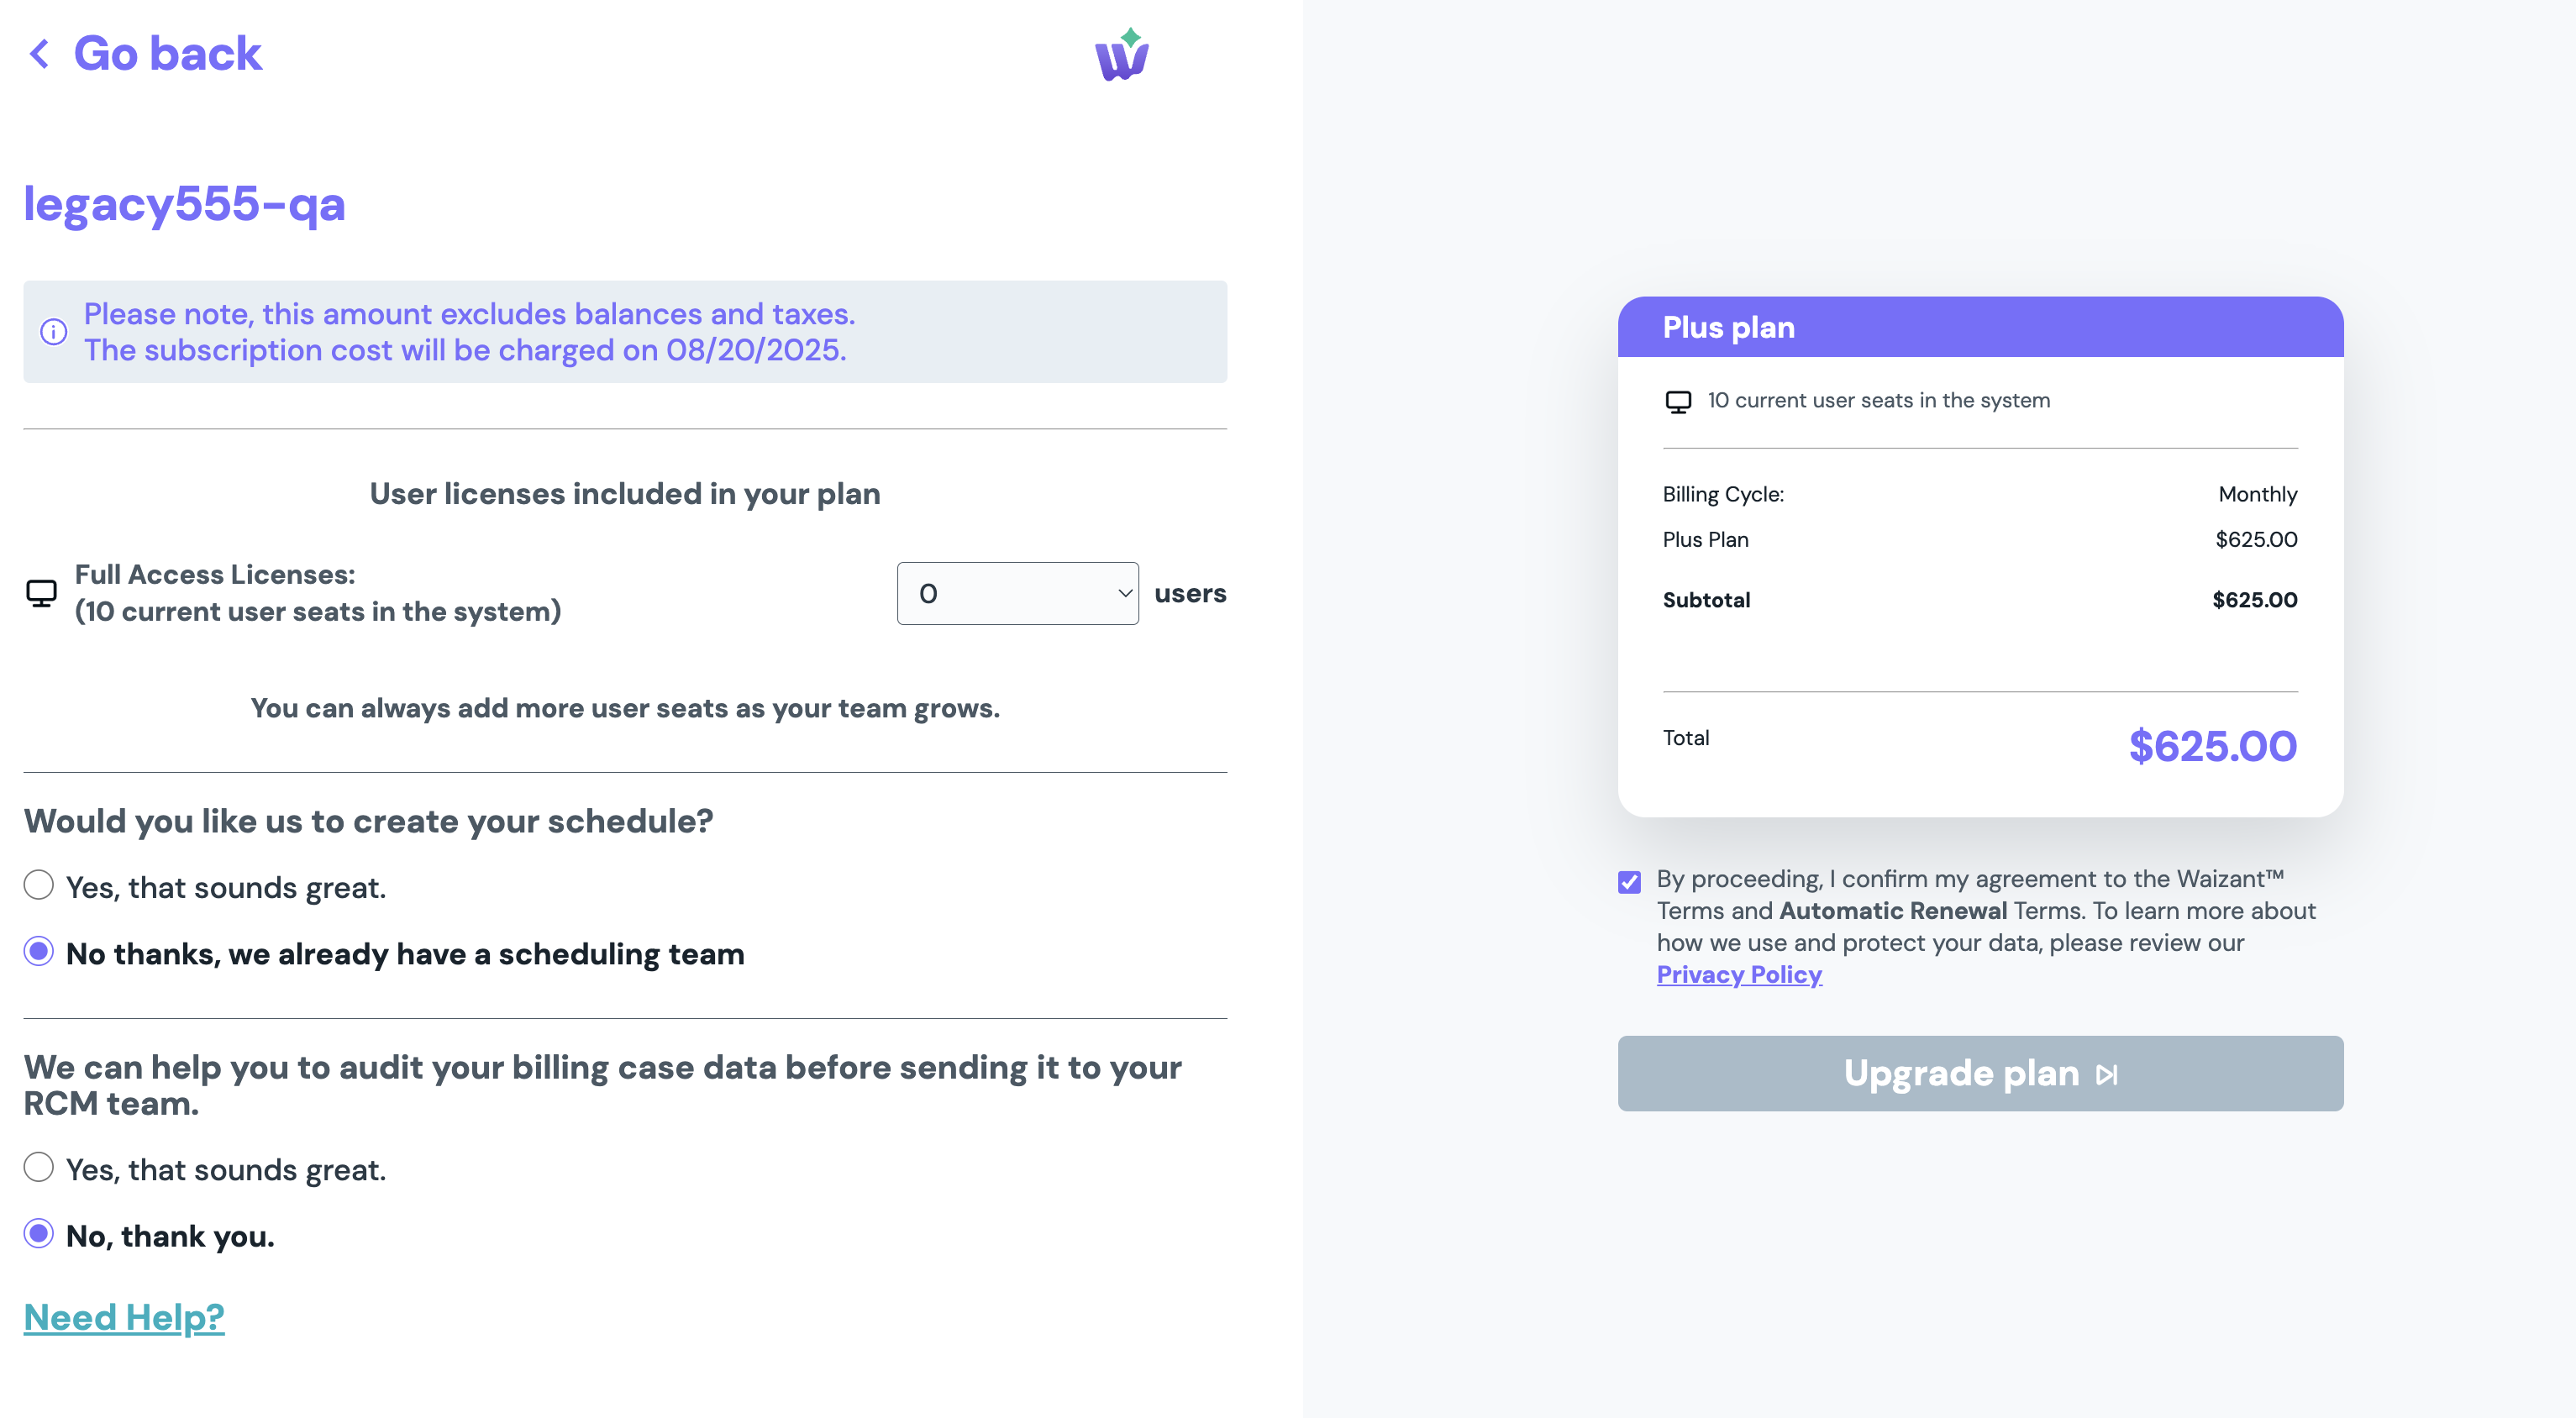 Go back
legacy555-qa
Please note, this amount excludes balances and taxes.
The subscription cost will be charged on 08/20/2025.
User licenses included in your plan
Full Access Licenses:
(10 current user seats in the system)
0
users
You can always add more user seats as your team grows.
Would you like us to create your schedule?
Yes, that sounds great.
No thanks, we already have a scheduling team
We can help you to audit your billing case data before sending it to your
RCM team.
Yes, that sounds great.
No, thank you.
Need Help?
Plus plan
10 current user seats in the system
Billing Cycle: Monthly
Plus Plan $625.00
Subtotal $625.00
Total $625.00
By proceeding, I confirm my agreement to the Waizant™
Terms and Automatic Renewal Terms. To learn more about
how we use and protect your data, please review our
Privacy Policy
Upgrade plan